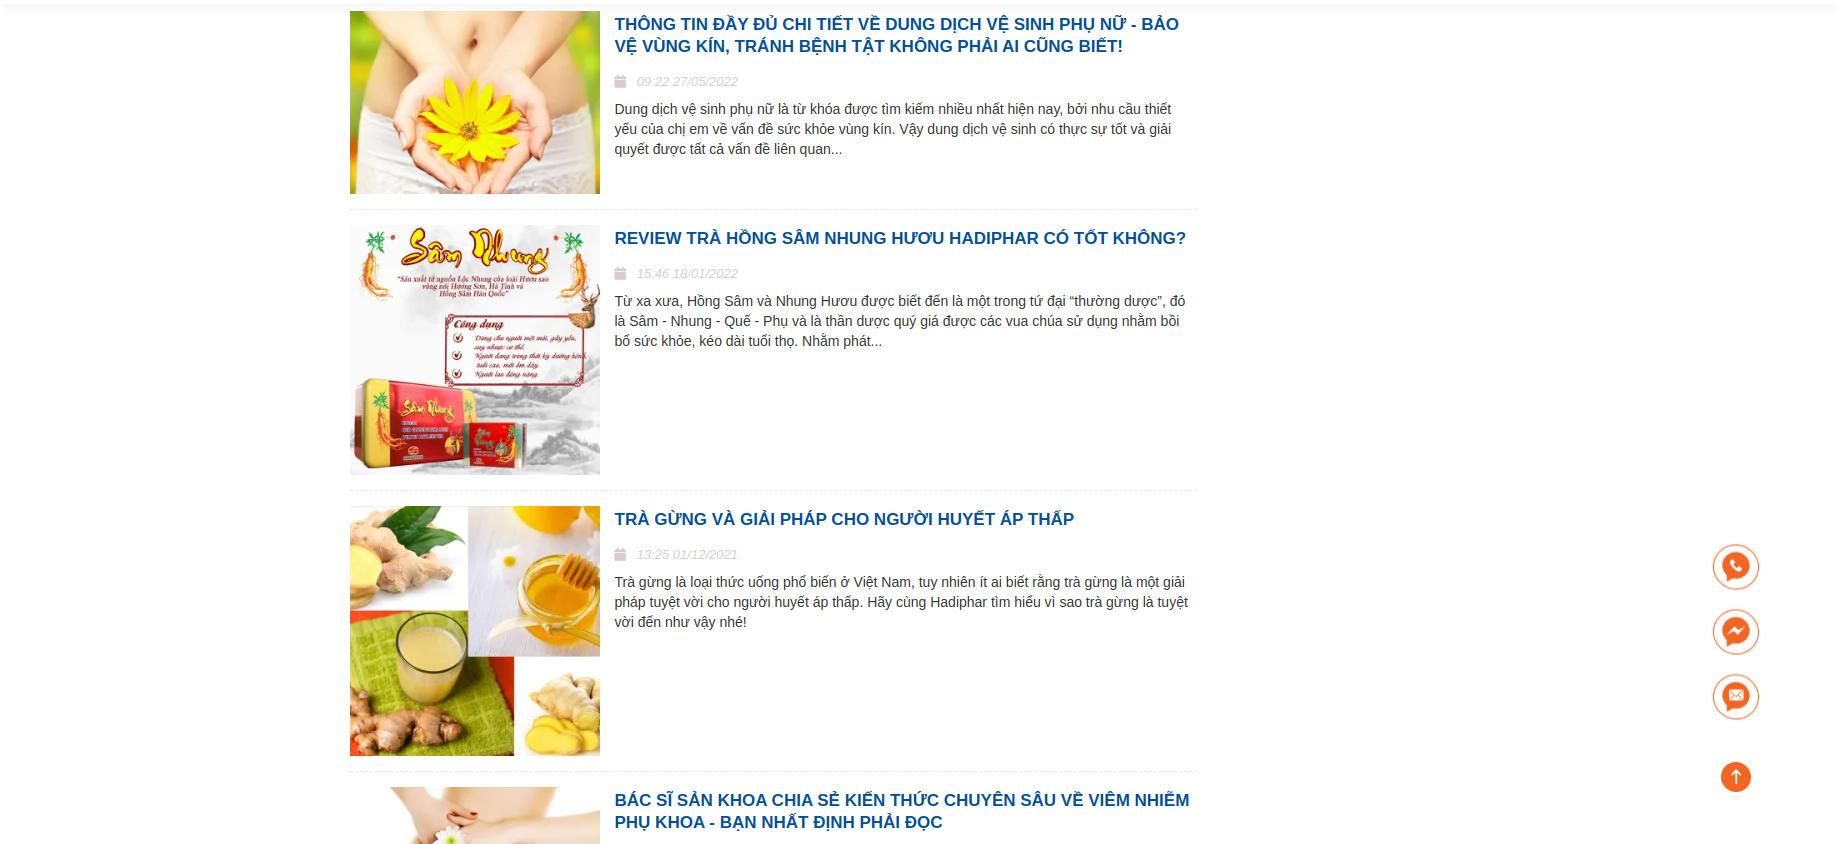 THÔNG TIN ĐẦY ĐỦ CHI TIẾT VỀ DUNG DỊCH VỆ SINH PHỤ NỮ - BẢO
VỆ VÙNG KÍN, TRÁNH BỆNH TẬT KHÔNG PHẢI AI CŨNG BIẾT!
09:22 27/05/2022
Dung dịch vệ sinh phụ nữ là từ khóa được tìm kiếm nhiều nhất hiện nay, bởi nhu cầu thiết
yếu của chị em về vấn đề sức khỏe vùng kín. Vậy dung dịch vệ sinh có thực sự tốt và giải
quyết được tất cả vấn đề liên quan...
Sâm Nhung
“Sản xuất từ nguồn Lộc Nhung của loài Hươu sao
vùng núi Hương Sơn, Hà Tĩnh và
Hồng Sâm Hàn Quốc”
Công dụng
Dùng cho người mệt mỏi, gầy yếu,
suy nhược cơ thể.
Người đang trong thời kỳ dưỡng bệnh,
tuổi cao, mới ốm dậy.
Người lao động nặng.
Sâm Nhung
Sâm Nhung
REVIEW TRÀ HỒNG SÂM NHUNG HƯƠU HADIPHAR CÓ TỐT KHÔNG?
15:46 18/01/2022
Từ xa xưa, Hồng Sâm và Nhung Hươu được biết đến là một trong tứ đại “thường dược”, đó
là Sâm - Nhung - Quế - Phụ và là thần dược quý giá được các vua chúa sử dụng nhằm bồi
bổ sức khỏe, kéo dài tuổi thọ. Nhằm phát...
TRÀ GỪNG VÀ GIẢI PHÁP CHO NGƯỜI HUYẾT ÁP THẤP
13:25 01/12/2021
Trà gừng là loại thức uống phổ biến ở Việt Nam, tuy nhiên ít ai biết rằng trà gừng là một giải
pháp tuyệt vời cho người huyết áp thấp. Hãy cùng Hadiphar tìm hiểu vì sao trà gừng là tuyệt
vời đến như vậy nhé!
BÁC SĨ SẢN KHOA CHIA SẺ KIẾN THỨC CHUYÊN SÂU VỀ VIÊM NHIỄM
PHỤ KHOA - BẠN NHẤT ĐỊNH PHẢI ĐỌC